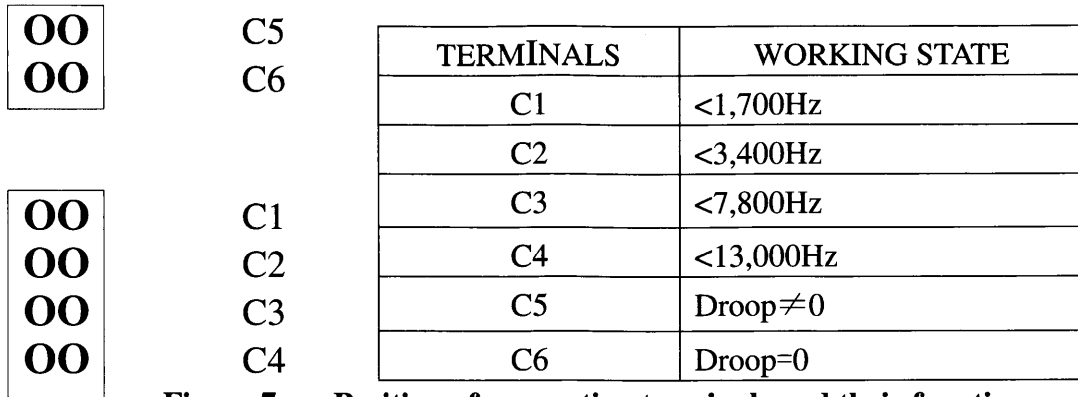 OO C5
OO C6
OO C1
OO C2
OO C3
OO C4
TERMINALS WORKING STATE
C1 <1,700Hz
C2 <3,400Hz
C3 <7,800Hz
C4 <13,000Hz
C5 Droop≠0
C6 Droop=0